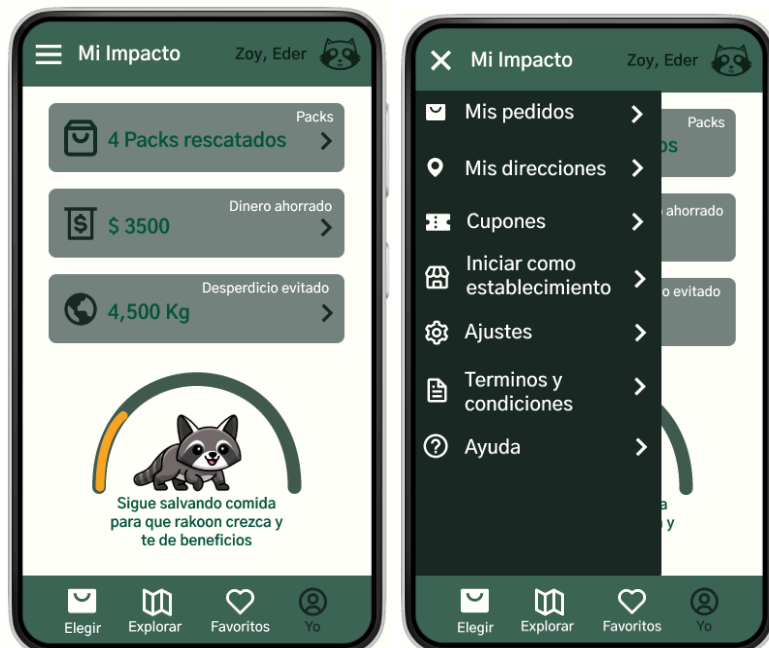 Mi Impacto
Zoy, Eder
Packs
4 Packs rescatados
Dinero ahorrado
$ 3500
Desperdicio evitado
4,500 Kg
Sigue salvando comida
para que rakoon crezca y
te de beneficios
Elegir
Explorar
Favoritos
Yo
Mi Impacto
Zoy, Eder
Mis pedidos
Mis direcciones
Cupones
Iniciar como
establecimiento
Ajustes
Terminos y
condiciones
Ayuda
Packs
os
ahorrado
o evitado
a
y
Elegir
Explorar
Favoritos
Yo